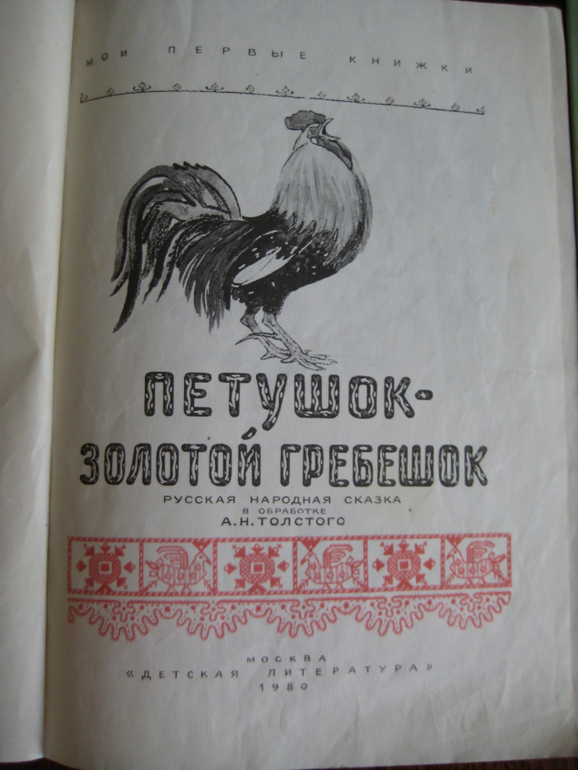 МОИ ПЕРВЫЕ КНИЖКИ
ПЕТУШОК-
ЗОЛОТОЙ ГРЕБЕШОК
РУССКАЯ НАРОДНАЯ СКАЗКА
В ОБРАБОТКЕ
А.Н.ТОЛСТОГО
МОСКВА
«ДЕТСКАЯ ЛИТЕРАТУРА»
1980